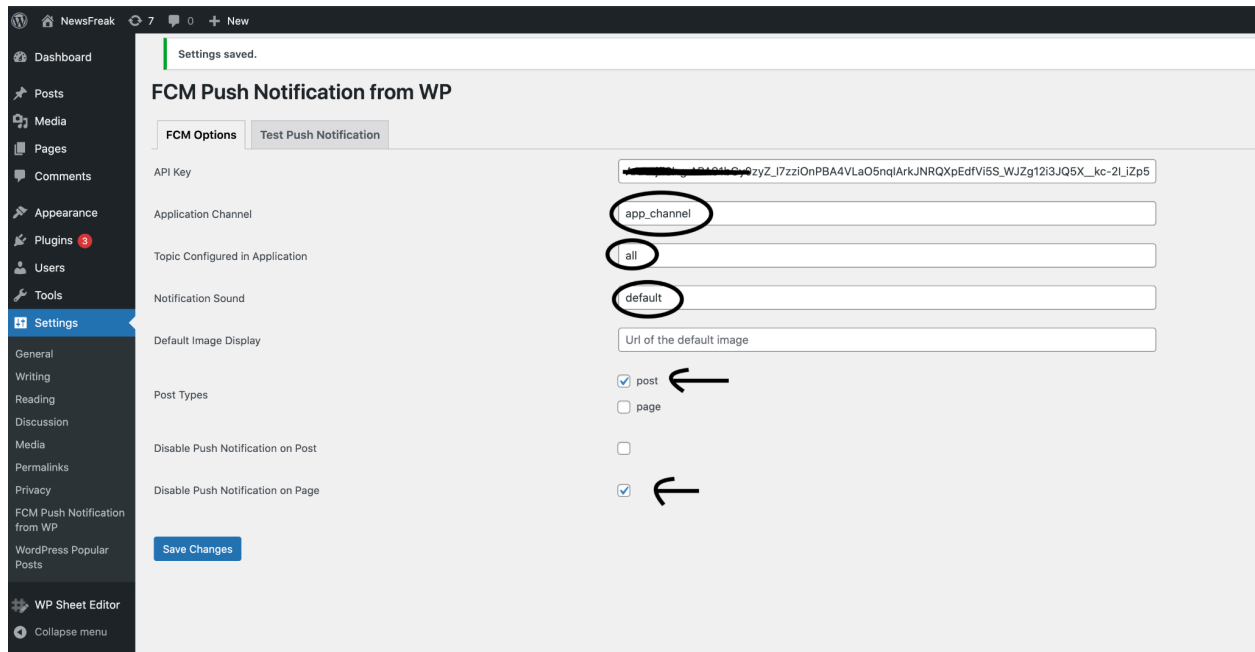 NewsFreak
7
0
New
Dashboard
Posts
Media
Pages
Comments
Appearance
Plugins 3
Users
Tools
Settings
General
Writing
Reading
Discussion
Media
Permalinks
Privacy
FCM Push Notification
from WP
WordPress Popular
Posts
WP Sheet Editor
Collapse menu
Settings saved.
FCM Push Notification from WP
FCM Options
Test Push Notification
API Key
Application Channel
app_channel
Topic Configured in Application
all
Notification Sound
default
Default Image Display
Url of the default image
Post Types
post
page
Disable Push Notification on Post
Disable Push Notification on Page
Save Changes